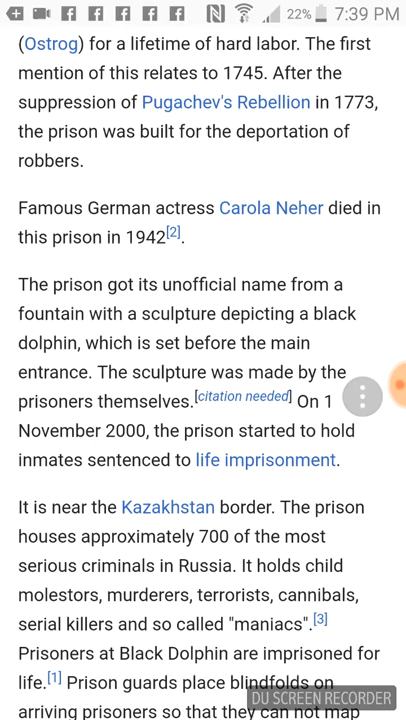 22% 7:39 PM
(Ostrog) for a lifetime of hard labor. The first
mention of this relates to 1745. After the
suppression of Pugachev's Rebellion in 1773,
the prison was built for the deportation of
robbers.
Famous German actress Carola Neher died in
this prison in 1942[2].
The prison got its unofficial name from a
fountain with a sculpture depicting a black
dolphin, which is set before the main
entrance. The sculpture was made by the
prisoners themselves.[citation needed] On 1
November 2000, the prison started to hold
inmates sentenced to life imprisonment.
It is near the Kazakhstan border. The prison
houses approximately 700 of the most
serious criminals in Russia. It holds child
molestors, murderers, terrorists, cannibals,
serial killers and so called "maniacs".[3]
Prisoners at Black Dolphin are imprisoned for
life.[1] Prison guards place blindfolds on
arriving prisoners so that they can not map
DU SCREEN RECORDER